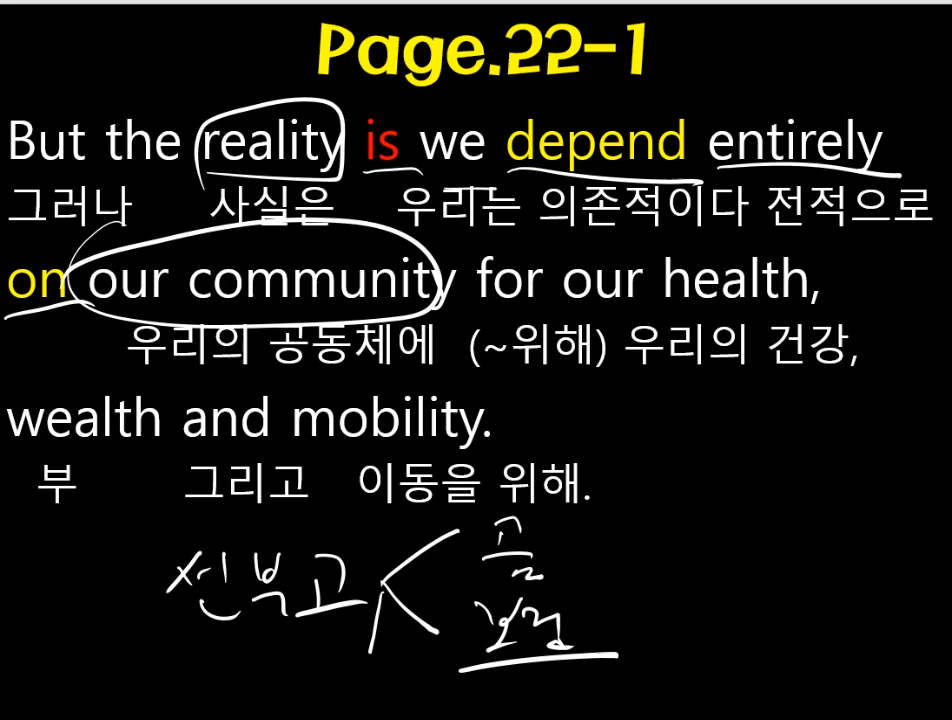 Page.22-1
But the reality is we depend entirely
그러나 사실은 우리는 의존적이다 전적으로
on our community for our health,
우리의 공동체에 (~위해) 우리의 건강,
wealth and mobility.
부 그리고 이동을 위해.